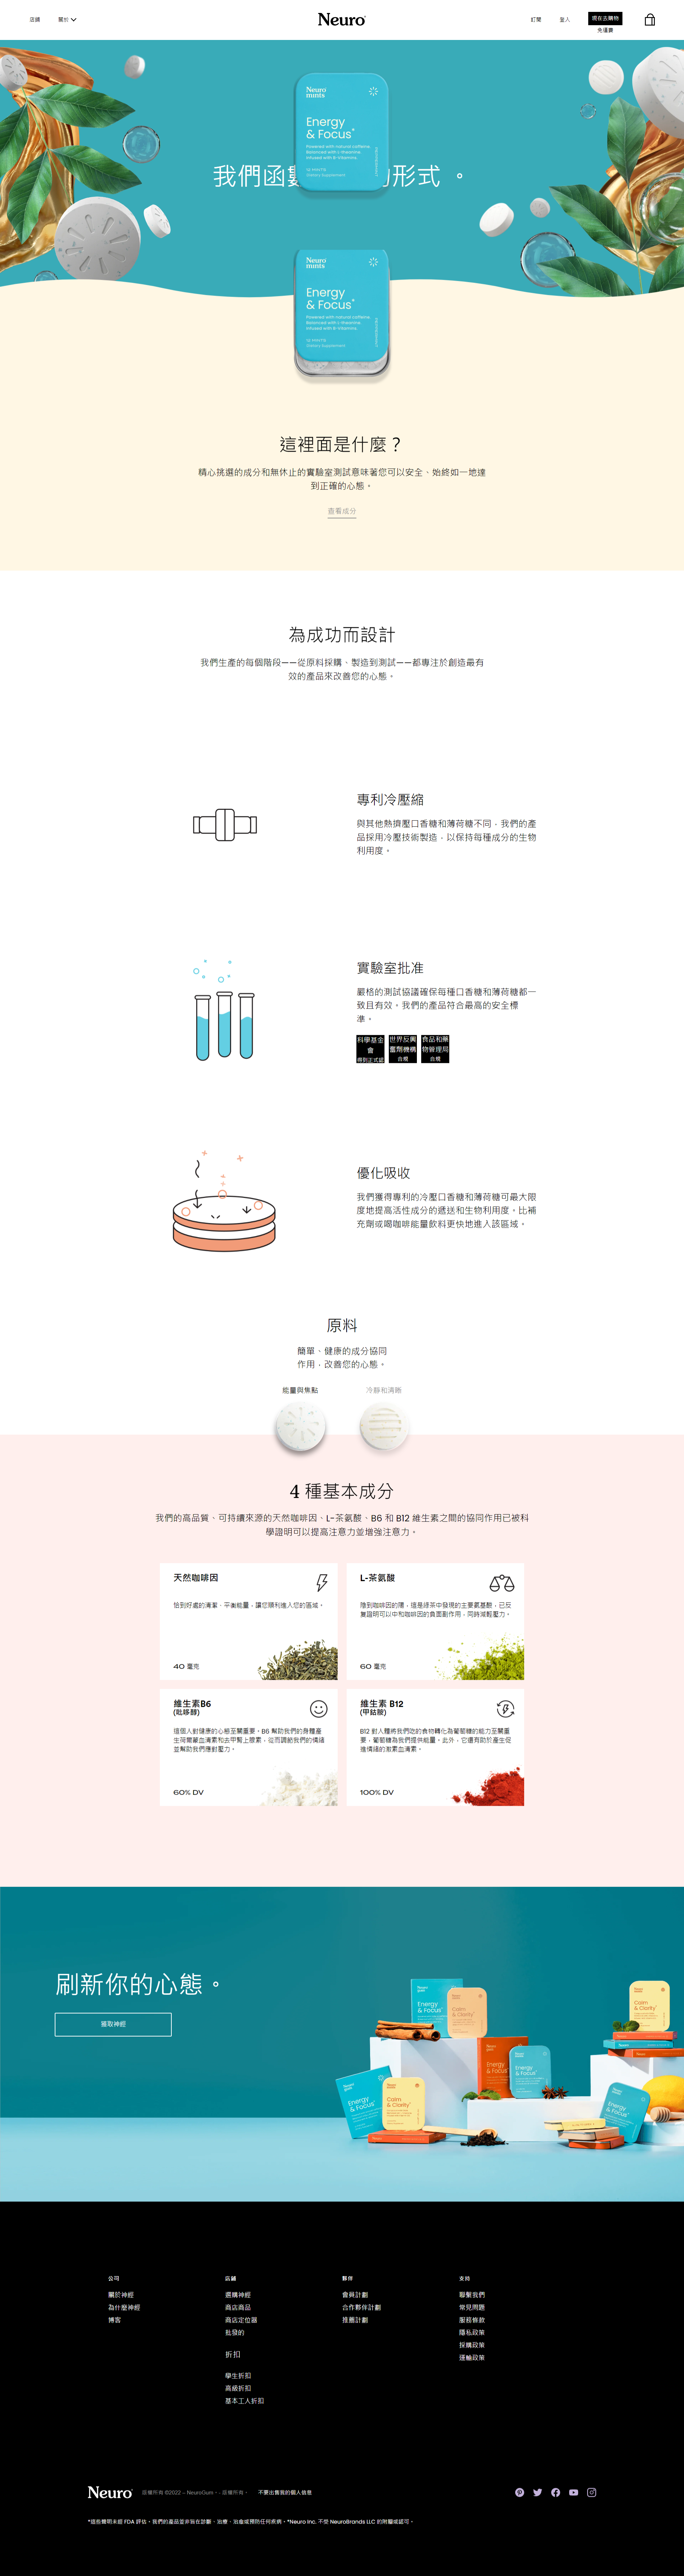 店鋪
關於
Neuro
訂閱
登入
現在去購物
免運費
Neuro
mints
Energy
& Focus*
Powered with natural caffeine.
Balanced with L-theanine.
Infused with B-Vitamins.
12 MINTS
Dietary Supplement
我們函數
的形式 。
Neuro
mints
Energy
& Focus*
Powered with natural caffeine.
Balanced with L-theanine.
Infused with B-Vitamins.
12 MINTS
Dietary Supplement
這裡面是什麼？
精心挑選的成分和無休止的實驗室測試意味著您可以安全、始終如一地達
到正確的心態。
查看成分
為成功而設計
我們生產的每個階段——從原料採購、製造到測試——都專注於創造最有
效的產品來改善您的心態。
專利冷壓縮
與其他熱擠壓口香糖和薄荷糖不同，我們的產
品採用冷壓技術製造，以保持每種成分的生物
利用度。
實驗室批准
嚴格的測試協議確保每種口香糖和薄荷糖都一
致且有效。我們的產品符合最高的安全標
準。
科學基金
會
得到正式認
世界反興
奮劑機構
合規
食品和藥
物管理局
合規
優化吸收
我們獲得專利的冷壓口香糖和薄荷糖可最大限
度地提高活性成分的遞送和生物利用度，比補
充劑或喝咖啡能量飲料更快地進入該區域。
原料
簡單、健康的成分協同
作用，改善您的心態。
能量與焦點
冷靜和清晰
4 種基本成分
我們的高品質、可持續來源的天然咖啡因、L-茶氨酸、B6 和 B12 維生素之間的協同作用已被科
學證明可以提高注意力並增強注意力。
天然咖啡因
恰到好處的清潔，平衡能量，讓您順利進入您的區域。
40 毫克
L-茶氨酸
陰到咖啡因的陽，這是綠茶中發現的主要氨基酸，已反
复證明可以中和咖啡因的負面副作用，同時減輕壓力。
60 毫克
維生素B6
(吡哆醇)
這個人對健康的心態至關重要。B6 幫助我們的身體產
生荷爾蒙血清素和去甲腎上腺素，從而調節我們的情緒
並幫助我們應對壓力。
60% DV
維生素 B12
(甲鈷胺)
B12 對人體將我們吃的食物轉化為葡萄糖的能力至關重
要，葡萄糖為我們提供能量。此外，它還有助於產生促
進情緒的激素血清素。
100% DV
刷新你的心態。
獲取神經
公司
關於神經
為什麼神經
博客
店鋪
選購神經
商店商品
商店定位器
批發的
折扣
學生折扣
高級折扣
基本工人折扣
夥伴
會員計劃
合作夥伴計劃
推薦計劃
支持
聯繫我們
常見問題
服務條款
隱私政策
採購政策
運輸政策
Neuro
版權所有 ©2022 - NeuroGum。- 版權所有。
不要出售我的個人信息
*這些聲明未經 FDA 評估。我們的產品並非旨在診斷、治療、治愈或預防任何疾病。*Neuro Inc. 不受 NeuroBrands LLC 的附屬或認可。